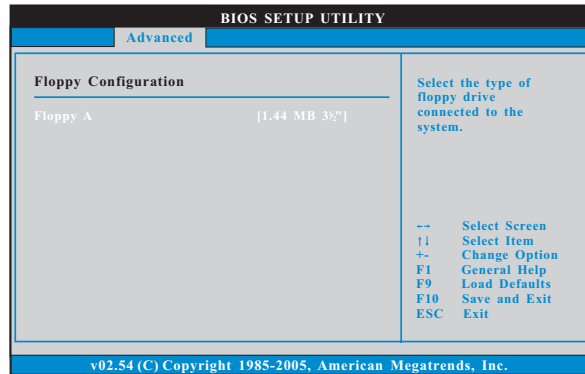 BIOS SETUP UTILITY
Advanced
Floppy Configuration
Floppy A [1.44 MB 3½"]
Select the type of
floppy drive
connected to the
system.
←→ Select Screen
↑↓ Select Item
+- Change Option
F1 General Help
F9 Load Defaults
F10 Save and Exit
ESC Exit
v02.54 (C) Copyright 1985-2005, American Megatrends, Inc.